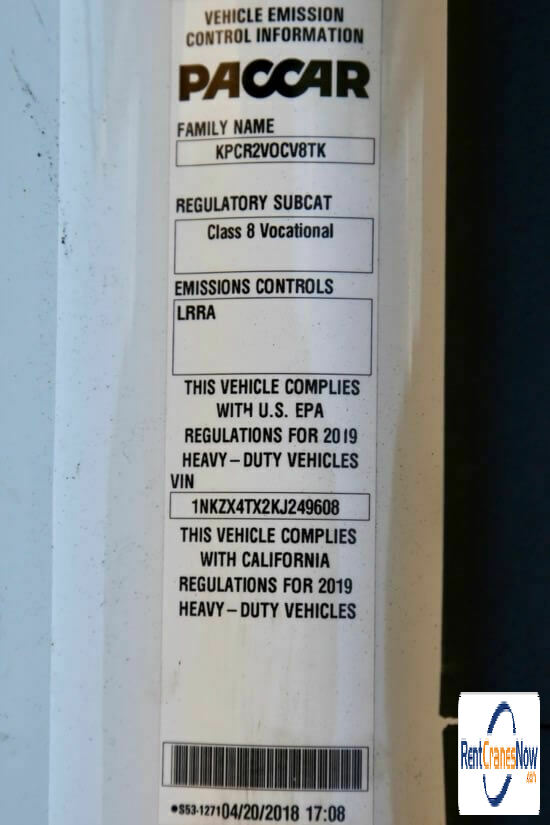 VEHICLE EMISSION
CONTROL INFORMATION
PACCAR
FAMILY NAME
KPCR2VOCV8TK
REGULATORY SUBCAT
Class 8 Vocational
EMISSIONS CONTROLS
LRRA
THIS VEHICLE COMPLIES
WITH U.S. EPA
REGULATIONS FOR 2019
HEAVY-DUTY VEHICLES
VIN
1NKZX4TX2KJ249608
THIS VEHICLE COMPLIES
WITH CALIFORNIA
REGULATIONS FOR 2019
HEAVY-DUTY VEHICLES
•S53-1271 04/20/2018 17:08
RentCranesNow
.com